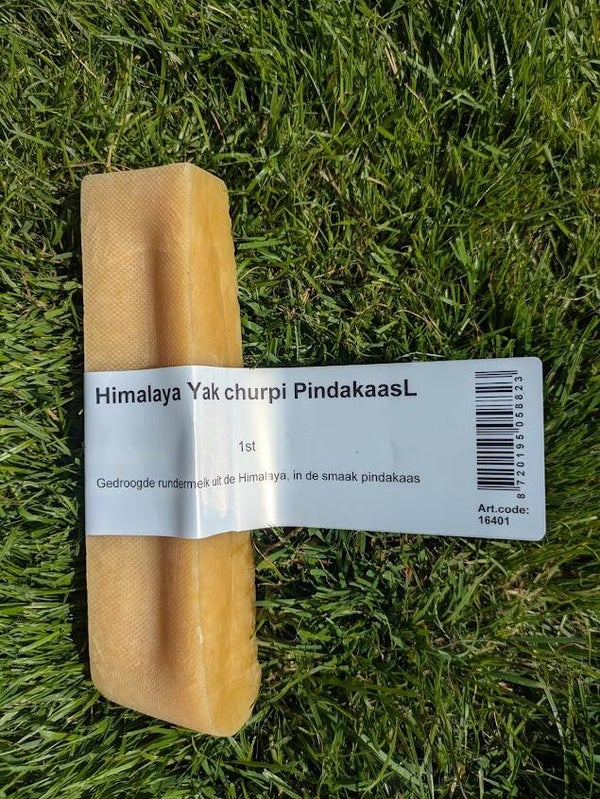 Himalaya Yak churpi PindakaasL
1st
Gedroogde rundermelk uit de Himalaya, in de smaak pindakaas
8 720195 058823
Art.code:
16401